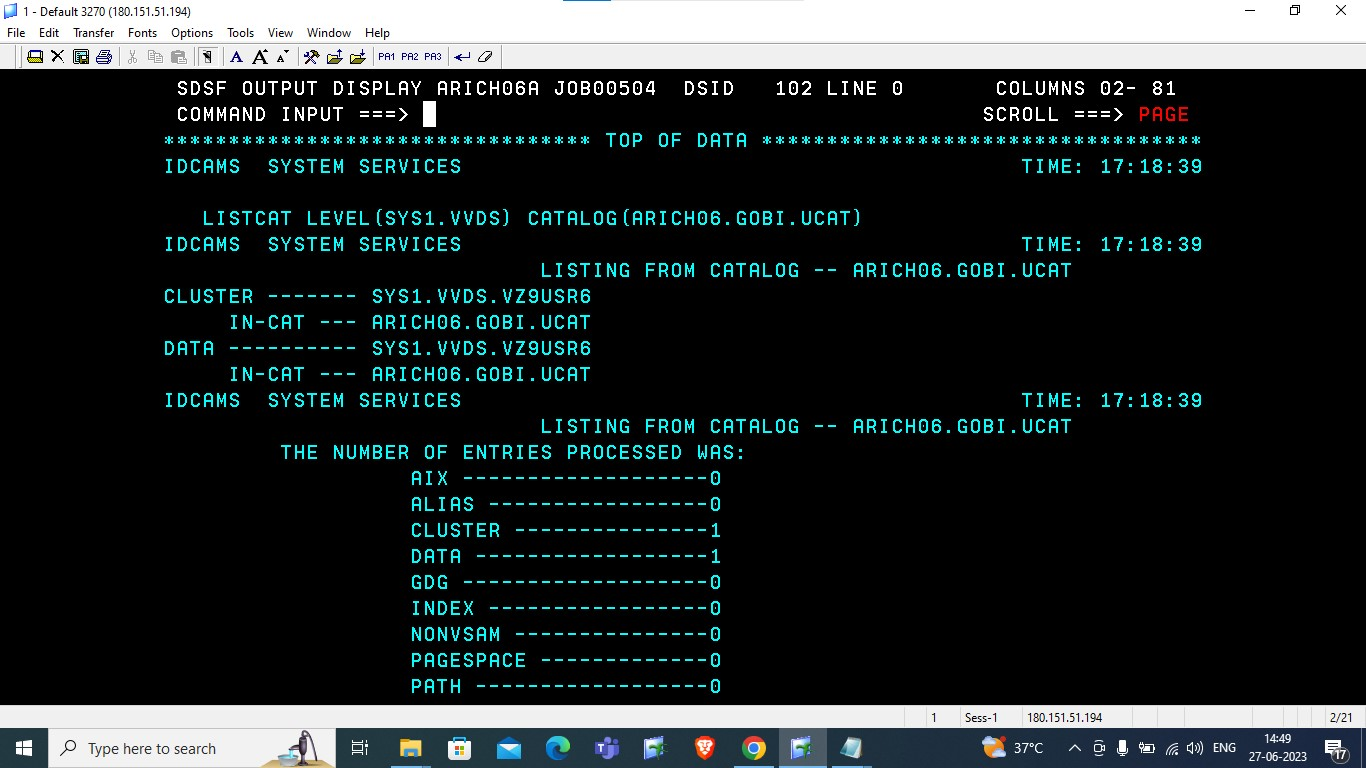 1 - Default 3270 (180.151.51.194)
File Edit Transfer Fonts Options Tools View Window Help
PA1 PA2 PA3
SDSF OUTPUT DISPLAY ARICH06A JOB00504 DSID 102 LINE 0 COLUMNS 02- 81
COMMAND INPUT ===> SCROLL ===> PAGE
********************************* TOP OF DATA **********************************
IDCAMS SYSTEM SERVICES TIME: 17:18:39
LISTCAT LEVEL(SYS1.VVDS) CATALOG(ARICH06.GOBI.UCAT)
IDCAMS SYSTEM SERVICES TIME: 17:18:39
LISTING FROM CATALOG -- ARICH06.GOBI.UCAT
CLUSTER ------- SYS1.VVDS.VZ9USR6
IN-CAT --- ARICH06.GOBI.UCAT
DATA ---------- SYS1.VVDS.VZ9USR6
IN-CAT --- ARICH06.GOBI.UCAT
IDCAMS SYSTEM SERVICES TIME: 17:18:39
LISTING FROM CATALOG -- ARICH06.GOBI.UCAT
THE NUMBER OF ENTRIES PROCESSED WAS:
AIX -------------------0
ALIAS -----------------0
CLUSTER ---------------1
DATA ------------------1
GDG -------------------0
INDEX -----------------0
NONVSAM ---------------0
PAGESPACE -------------0
PATH ------------------0
1 Sess-1 180.151.51.194 2/21
Type here to search
37°C ENG 14:49
27-06-2023
17